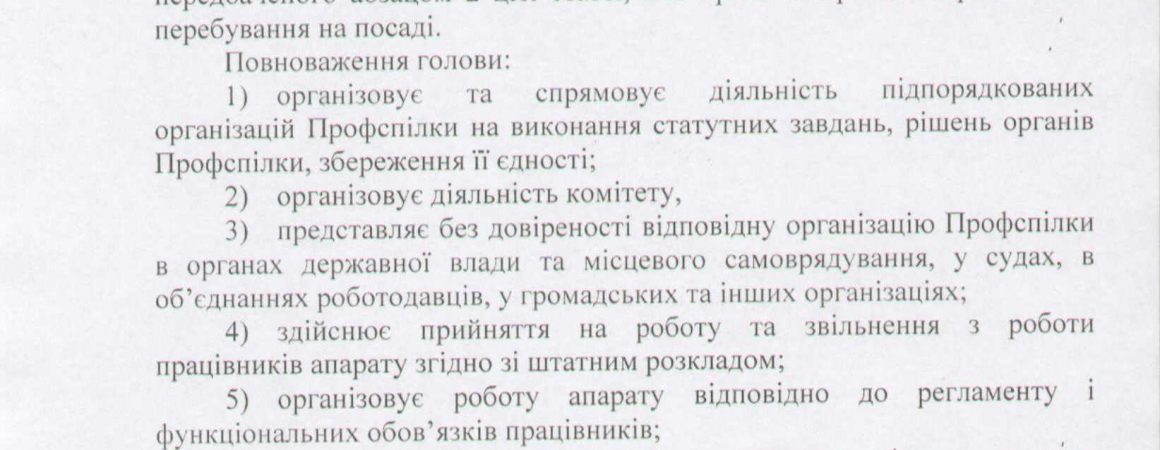 перебування на посаді.
Повноваження голови:
1) організовує та спрямовує діяльність підпорядкованих
організацій Профспілки на виконання статутних завдань, рішень органів
Профспілки, збереження її єдності;
2) організовує діяльність комітету,
3) представляє без довіреності відповідну організацію Профспілки
в органах державної влади та місцевого самоврядування, у судах, в
об’єднаннях роботодавців, у громадських та інших організаціях;
4) здійснює прийняття на роботу та звільнення з роботи
працівників апарату згідно зі штатним розкладом;
5) організовує роботу апарату відповідно до регламенту і
функціональних обов’язків працівників;